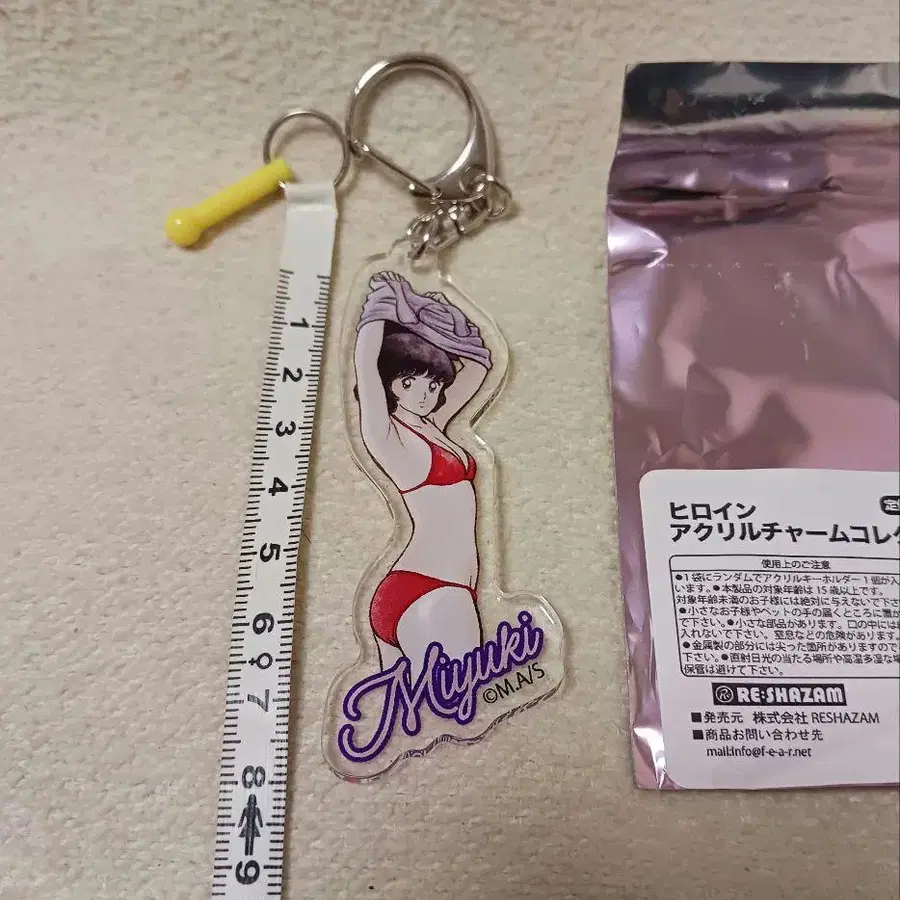 1
2
3
4
5
6
7
8
9
Miyuki
©M.A/S
ヒロイン
アクリルチャームコレ
使用上のご注意
●1袋にランダムでアクリルキーホルダー1個が入
います。●本製品の対象年齢は15歳以上です。
対象年齢未満のお子様には絶対に与えないで下
●小さなお子様やペットの手の届くところに置か
で下さい。●小さな部品があります。口の中には
入れないで下さい。窒息などの危険があります。
●金属製の部分には尖った箇所がありますので
下さい。●直射日光の当たる場所や高温多湿な場
保管は避けて下さい。
RE:SHAZAM
■発売元 株式会社 RESHAZAM
■商品お問い合わせ先
mail:info@f-e-a-r.net